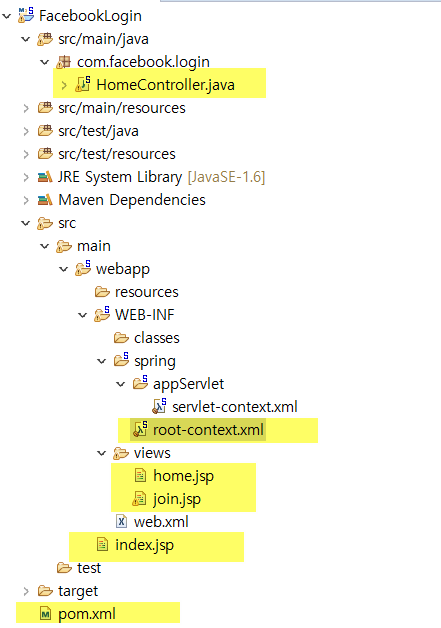 FacebookLogin
src/main/java
com.facebook.login
HomeController.java
src/main/resources
src/test/java
src/test/resources
JRE System Library [JavaSE-1.6]
Maven Dependencies
src
main
webapp
resources
WEB-INF
classes
spring
appServlet
servlet-context.xml
root-context.xml
views
home.jsp
join.jsp
web.xml
index.jsp
test
target
pom.xml